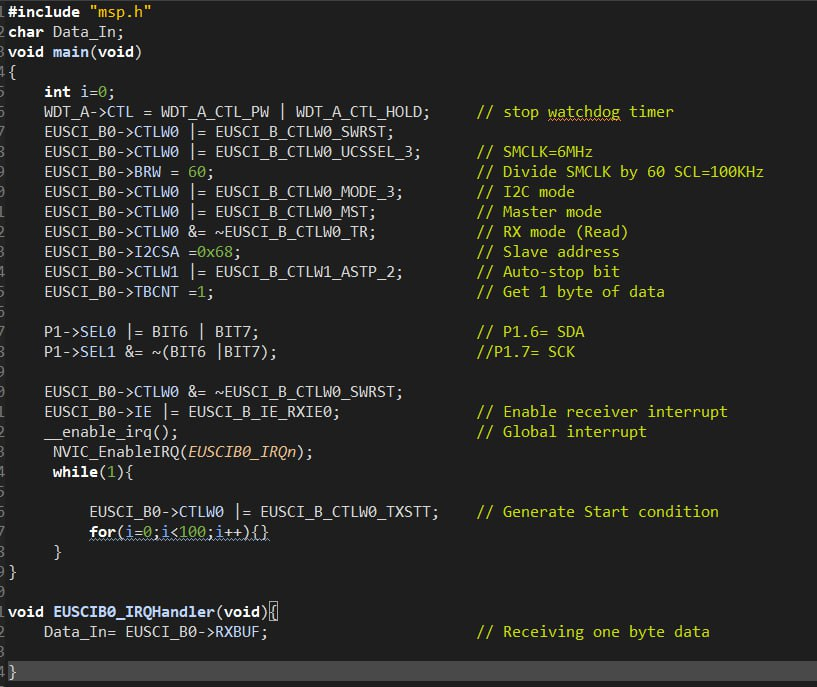 #include "msp.h"
char Data_In;
void main(void)
{
    int i=0;
    WDT_A->CTL = WDT_A_CTL_PW | WDT_A_CTL_HOLD;     // stop watchdog timer
    EUSCI_B0->CTLW0 |= EUSCI_B_CTLW0_SWRST;
    EUSCI_B0->CTLW0 |= EUSCI_B_CTLW0_UCSSEL_3;      // SMCLK=6MHz
    EUSCI_B0->BRW = 60;                             // Divide SMCLK by 60 SCL=100KHz
    EUSCI_B0->CTLW0 |= EUSCI_B_CTLW0_MODE_3;        // I2C mode
    EUSCI_B0->CTLW0 |= EUSCI_B_CTLW0_MST;           // Master mode
    EUSCI_B0->CTLW0 &= ~EUSCI_B_CTLW0_TR;           // RX mode (Read)
    EUSCI_B0->I2CSA =0x68;                          // Slave address
    EUSCI_B0->CTLW1 |= EUSCI_B_CTLW1_ASTP_2;        // Auto-stop bit
    EUSCI_B0->TBCNT =1;                             // Get 1 byte of data
    P1->SEL0 |= BIT6 | BIT7;                        // P1.6= SDA
    P1->SEL1 &= ~(BIT6 |BIT7);                      //P1.7= SCK
    EUSCI_B0->CTLW0 &= ~EUSCI_B_CTLW0_SWRST;
    EUSCI_B0->IE |= EUSCI_B_IE_RXIE0;               // Enable receiver interrupt
    __enable_irq();                                 // Global interrupt
     NVIC_EnableIRQ(EUSCIB0_IRQn);
     while(1){
         EUSCI_B0->CTLW0 |= EUSCI_B_CTLW0_TXSTT;    // Generate Start condition
         for(i=0;i<100;i++){}
     }
}
void EUSCIB0_IRQHandler(void){
    Data_In= EUSCI_B0->RXBUF;                       // Receiving one byte data
}